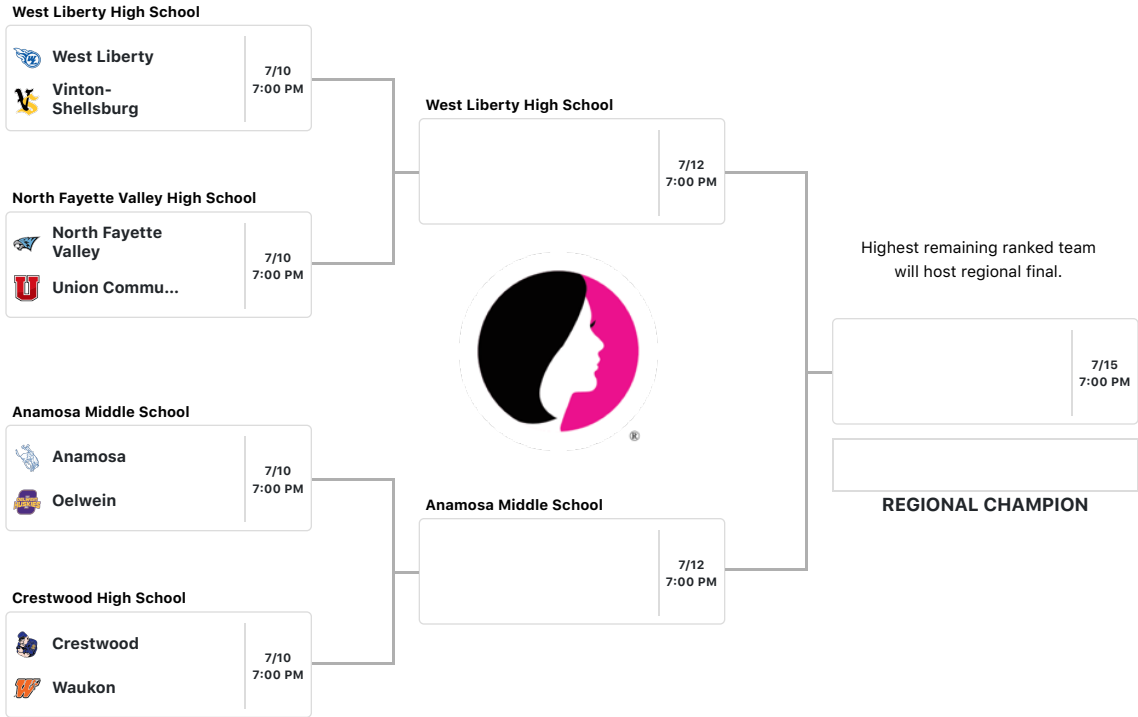 West Liberty High School
West Liberty
Vinton-
Shellsburg
7/10
7:00 PM
North Fayette Valley High School
North Fayette
Valley
Union Commu...
7/10
7:00 PM
Anamosa Middle School
Anamosa
Oelwein
7/10
7:00 PM
Crestwood High School
Crestwood
Waukon
7/10
7:00 PM
West Liberty High School
7/12
7:00 PM
®
Anamosa Middle School
7/12
7:00 PM
Highest remaining ranked team
will host regional final.
7/15
7:00 PM
REGIONAL CHAMPION